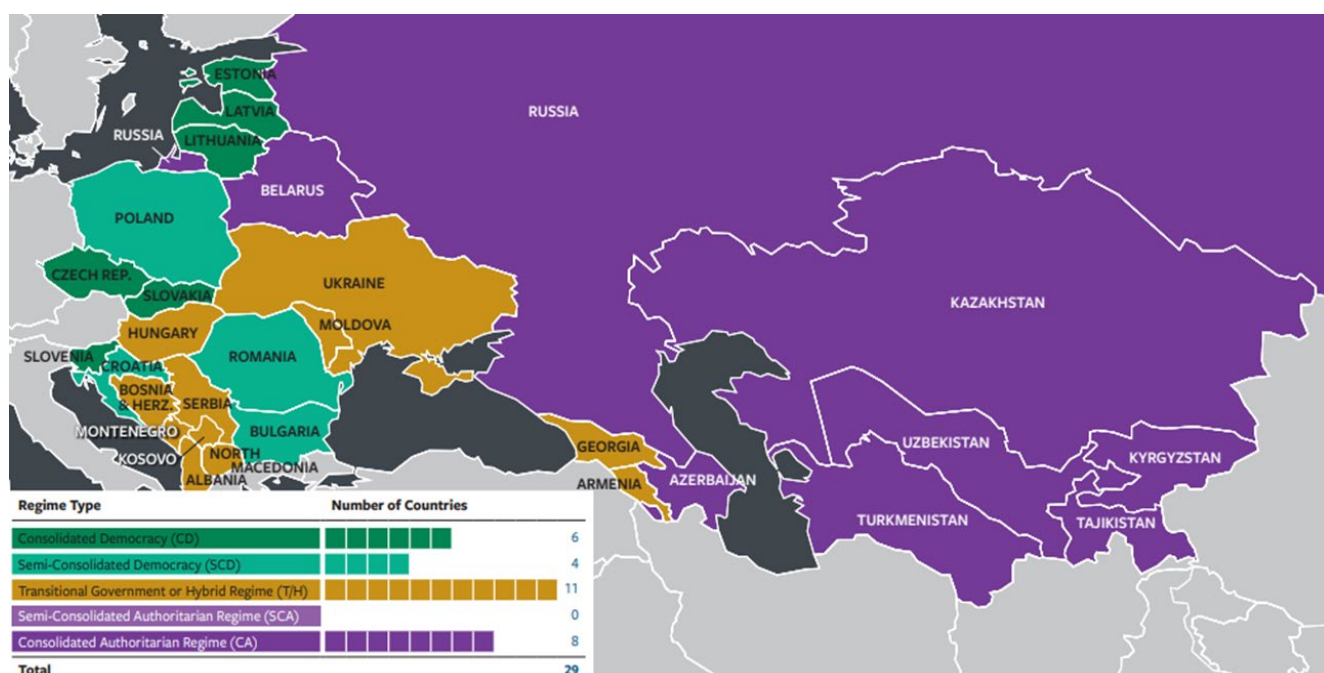 ESTONIA
LATVIA
LITHUANIA
RUSSIA
RUSSIA
BELARUS
POLAND
CZECH REP.
SLOVAKIA
UKRAINE
KAZAKHSTAN
HUNGARY
MOLDOVA
SLOVENIA
CROATIA
ROMANIA
BOSNIA
& HERZ.
SERBIA
MONTENEGRO
BULGARIA
KOSOVO
NORTH
MACEDONIA
ALBANIA
GEORGIA
ARMENIA
AZERBAIJAN
UZBEKISTAN
KYRGYZSTAN
TURKMENISTAN
TAJIKISTAN
Regime Type Number of Countries
Consolidated Democracy (CD) 6
Semi-Consolidated Democracy (SCD) 4
Transitional Government or Hybrid Regime (T/H) 11
Semi-Consolidated Authoritarian Regime (SCA) 0
Consolidated Authoritarian Regime (CA) 8
Total 29